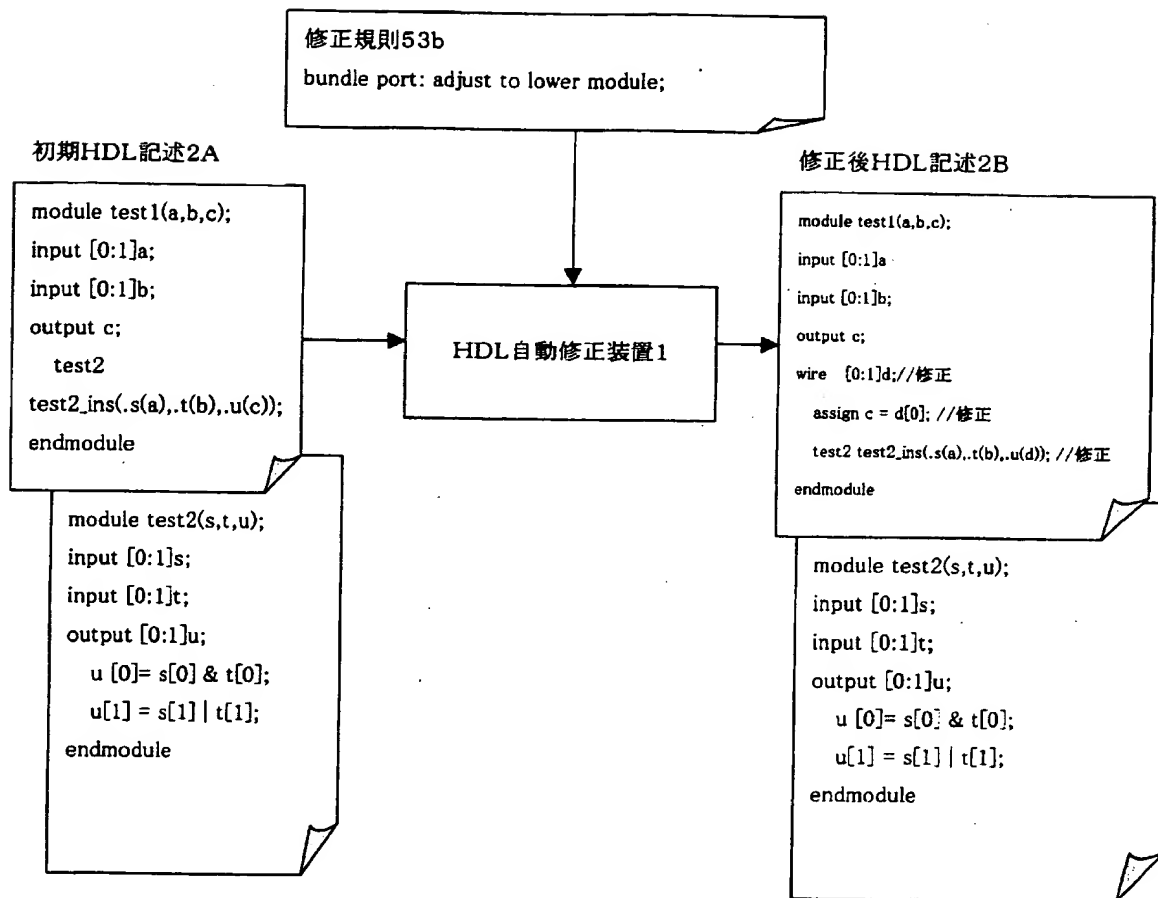 修正規則53b
bundle port: adjust to lower module;
初期HDL記述2A
module test1(a,b,c);
input [0:1]a;
input [0:1]b;
output c;
test2
test2_ins(.s(a),.t(b),.u(c));
endmodule
module test2(s,t,u);
input [0:1]s;
input [0:1]t;
output [0:1]u;
u [0]= s[0] & t[0];
u[1] = s[1] | t[1];
endmodule
HDL自動修正装置1
修正後HDL記述2B
module test1(a,b,c);
input [0:1]a
input [0:1]b;
output c;
wire [0:1]d;//修正
assign c = d[0]; //修正
test2 test2_ins(.s(a),.t(b),.u(d)); //修正
endmodule
module test2(s,t,u);
input [0:1]s;
input [0:1]t;
output [0:1]u;
u [0]= s[0] & t[0];
u[1] = s[1] | t[1];
endmodule